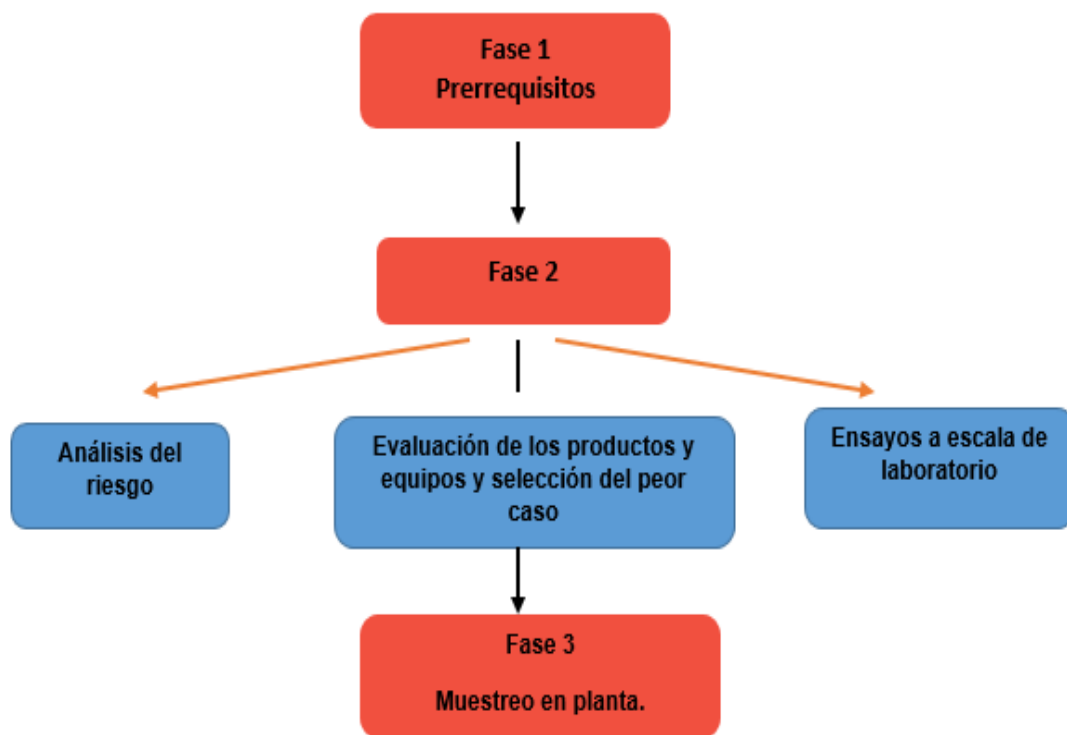 Fase 1
Prerrequisitos
Fase 2
Análisis del
riesgo
Evaluación de los productos y
equipos y selección del peor
caso
Ensayos a escala de
laboratorio
Fase 3
Muestreo en planta.